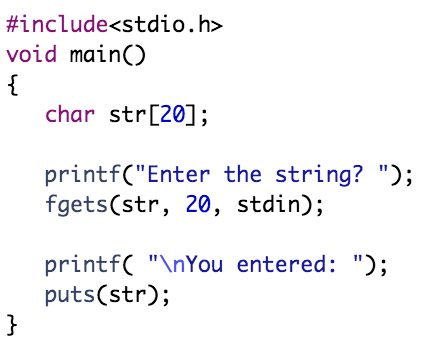 #include<stdio.h>
void main()
{
   char str[20];

   printf("Enter the string? ");
   fgets(str, 20, stdin);

   printf( "\nYou entered: ");
   puts(str);
}